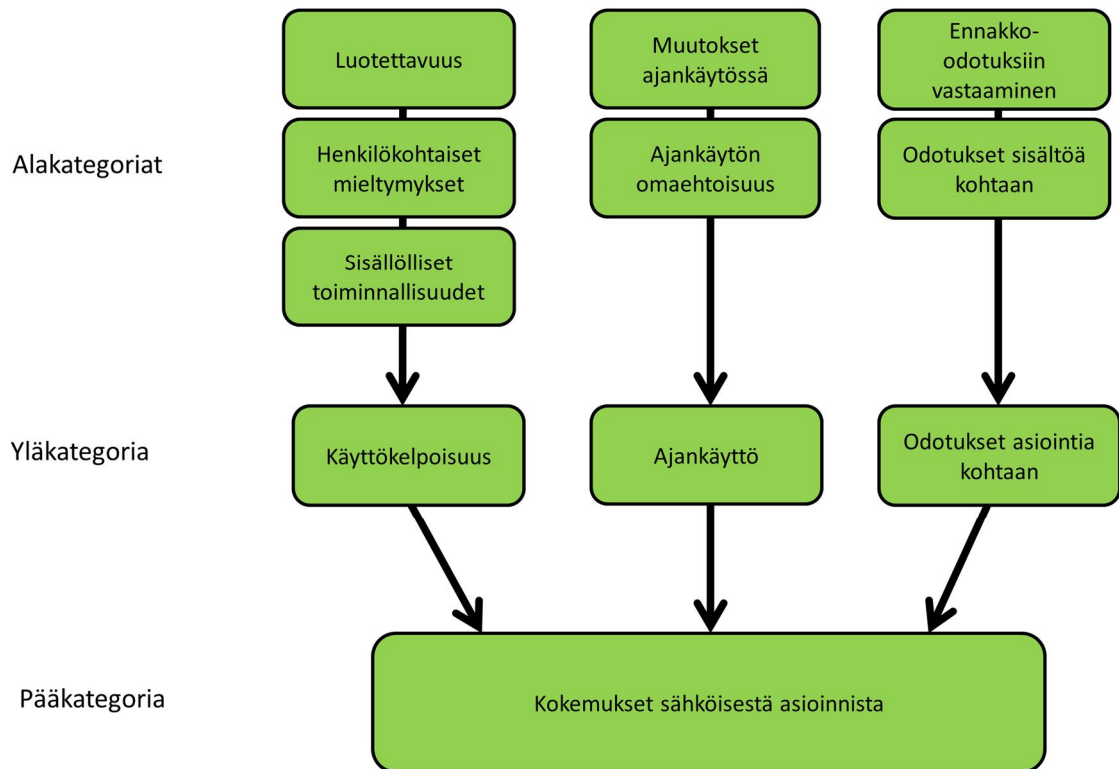 Luotettavuus
Muutokset
ajankäytössä
Ennakko-
odotuksiin
vastaaminen
Alakategoriat
Henkilökohtaiset
mieltymykset
Ajankäytön
omaehtoisuus
Odotukset sisältöä
kohtaan
Sisällölliset
toiminnallisuudet
Yläkategoria
Käyttökelpoisuus
Ajankäyttö
Odotukset asiointia
kohtaan
Pääkategoria
Kokemukset sähköisestä asioinnista